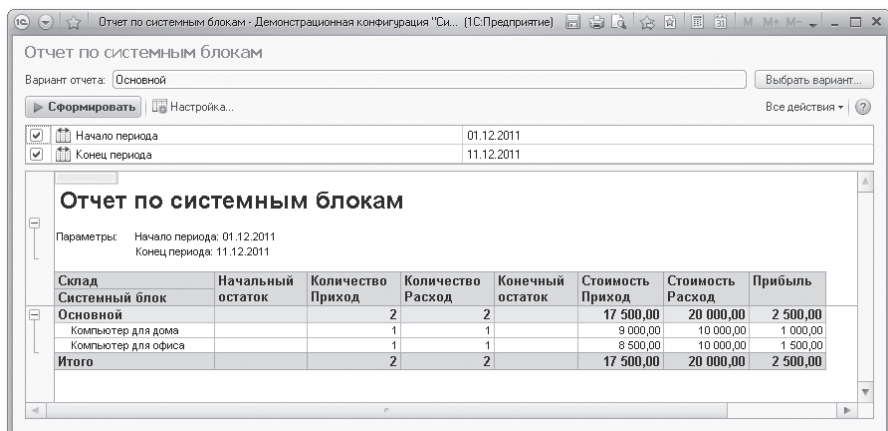 Отчет по системным блокам - Демонстрационная конфигурация "Си... (1С:Предприятие) M M+ M-
Отчет по системным блокам
Вариант отчета: Основной Выбрать вариант...
Сформировать Настройка... Все действия
Начало периода 01.12.2011
Конец периода 11.12.2011
Отчет по системным блокам
Параметры: Начало периода: 01.12.2011
Конец периода: 11.12.2011
Склад Начальный Количество Количество Конечный Стоимость Стоимость Прибыль
Системный блок остаток Приход Расход остаток Приход Расход
Основной 2 2 17 500,00 20 000,00 2 500,00
Компьютер для дома 1 1 9 000,00 10 000,00 1 000,00
Компьютер для офиса 1 1 8 500,00 10 000,00 1 500,00
Итого 2 2 17 500,00 20 000,00 2 500,00